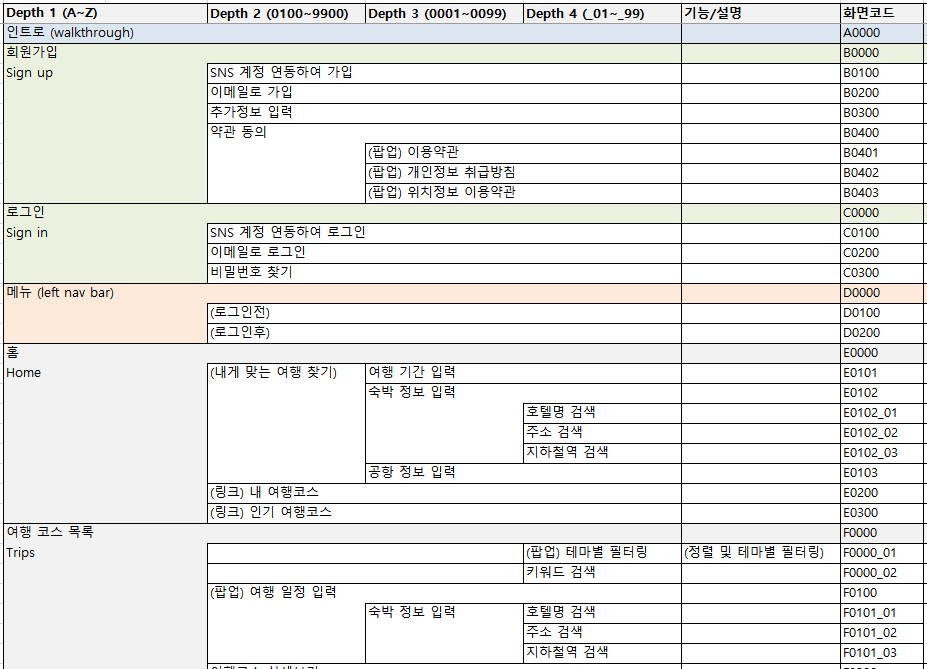 Depth 1 (A~Z) Depth 2 (0100~9900) Depth 3 (0001~0099) Depth 4 (_01~_99) 기능/설명 화면코드
인트로 (walkthrough) A0000
회원가입 B0000
Sign up SNS 계정 연동하여 가입 B0100
이메일로 가입 B0200
추가정보 입력 B0300
약관 동의 B0400
(팝업) 이용약관 B0401
(팝업) 개인정보 취급방침 B0402
(팝업) 위치정보 이용약관 B0403
로그인 C0000
Sign in SNS 계정 연동하여 로그인 C0100
이메일로 로그인 C0200
비밀번호 찾기 C0300
메뉴 (left nav bar) D0000
(로그인전) D0100
(로그인후) D0200
홈 E0000
Home (내게 맞는 여행 찾기) 여행 기간 입력 E0101
숙박 정보 입력 E0102
호텔명 검색 E0102_01
주소 검색 E0102_02
지하철역 검색 E0102_03
공항 정보 입력 E0103
(링크) 내 여행코스 E0200
(링크) 인기 여행코스 E0300
여행 코스 목록 F0000
Trips (팝업) 테마별 필터링 (정렬 및 테마별 필터링) F0000_01
키워드 검색 F0000_02
(팝업) 여행 일정 입력 F0100
숙박 정보 입력 호텔명 검색 F0101_01
주소 검색 F0101_02
지하철역 검색 F0101_03